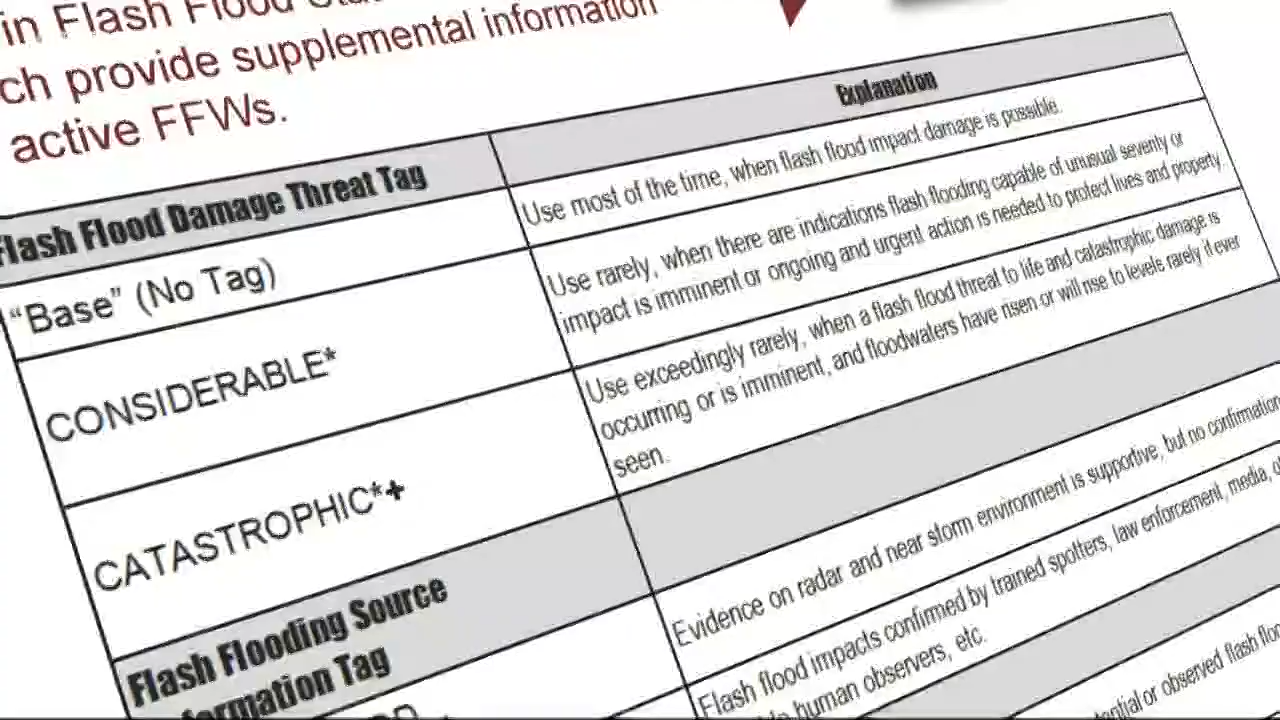 in Flash Flood
ch provide supplemental information
active FFWs.
Flash Flood Damage Threat Tag
Explanation
"Base" (No Tag)
Use most of the time, when flash flood impact damage is possible.
CONSIDERABLE*
Use rarely, when there are indications flash flooding capable of unusual severity or
impact is imminent or ongoing and urgent action is needed to protect lives and property.
CATASTROPHIC*+
Use exceedingly rarely, when a flash flood threat to life and catastrophic damage is
occurring or is imminent, and floodwaters have risen or will rise to levels rarely if ever
seen.
Flash Flooding Source
formation Tag
Evidence on radar and near storm environment is supportive, but no confirmation
Flash flood impacts confirmed by trained spotters, law enforcement, media,
human observers, etc.
or observed flash